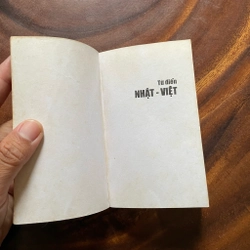 Từ điển
NHẬT - VIỆT